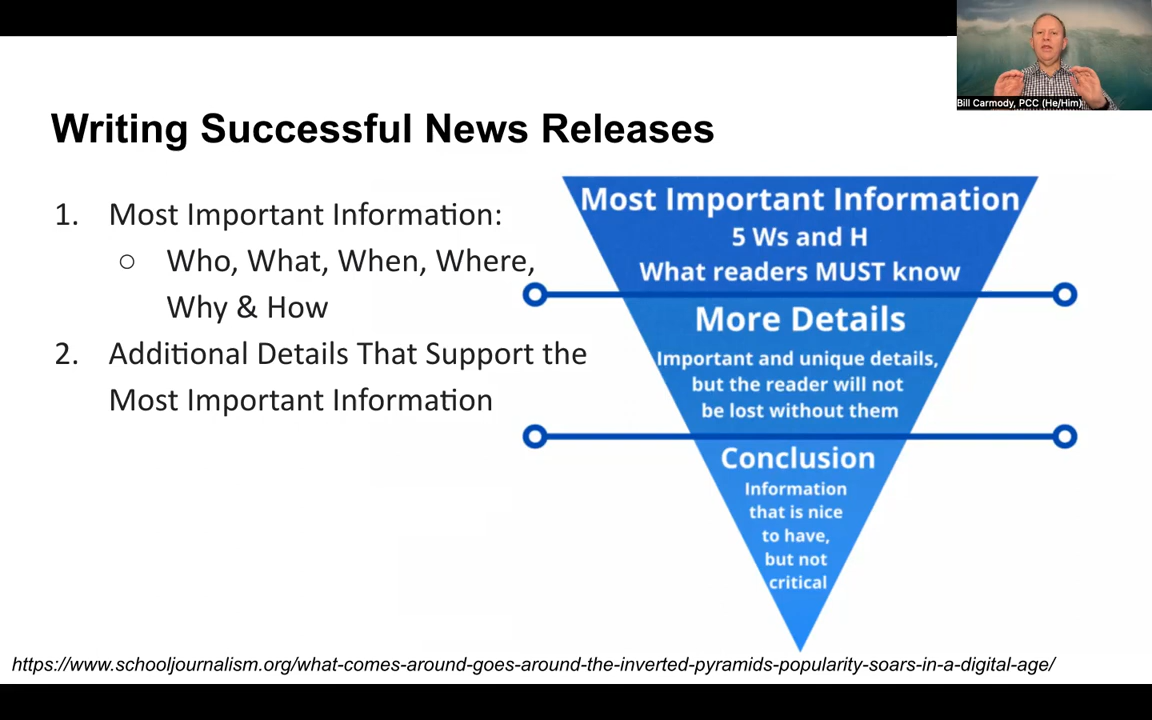 Bill Carmody, PCC (He/Him)
Writing Successful News Releases
1. Most Important Information:
○ Who, What, When, Where,
Why & How
2. Additional Details That Support the
Most Important Information
Most Important Information
5 Ws and H
What readers MUST know
More Details
Important and unique details,
but the reader will not
be lost without them
Conclusion
Information
that is nice
to have,
but not
critical
https://www.schooljournalism.org/what-comes-around-goes-around-the-inverted-pyramids-popularity-soars-in-a-digital-age/